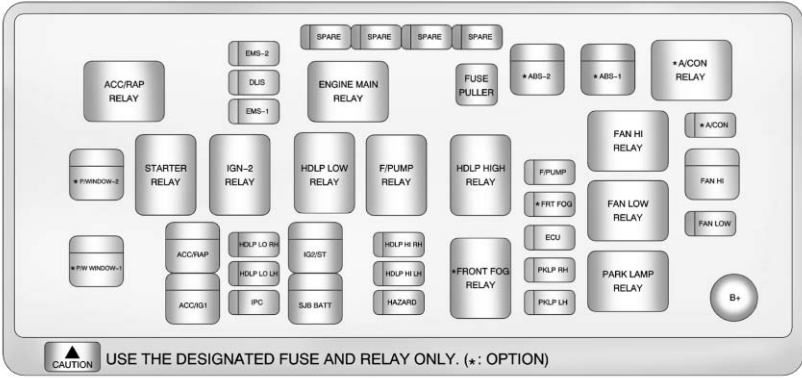 SPARE
SPARE
SPARE
SPARE
EMS-2
DLIS
EMS-1
ACC/RAP
RELAY
ENGINE MAIN
RELAY
FUSE
PULLER
*ABS-2
*ABS-1
*A/CON
RELAY
*A/CON
FAN HI
RELAY
* P/WINDOW-2
STARTER
RELAY
IGN-2
RELAY
HDLP LOW
RELAY
F/PUMP
RELAY
HDLP HIGH
RELAY
F/PUMP
*FRT FOG
FAN LOW
RELAY
FAN HI
FAN LOW
* P/W WINDOW-1
ACC/RAP
HDLP LO RH
IG2/ST
HDLP HI RH
ECU
HDLP LO LH
HDLP HI LH
*FRONT FOG
RELAY
PKLP RH
PARK LAMP
RELAY
ACC/IG1
IPC
SJB BATT
HAZARD
PKLP LH
B+
CAUTION
USE THE DESIGNATED FUSE AND RELAY ONLY. (*: OPTION)